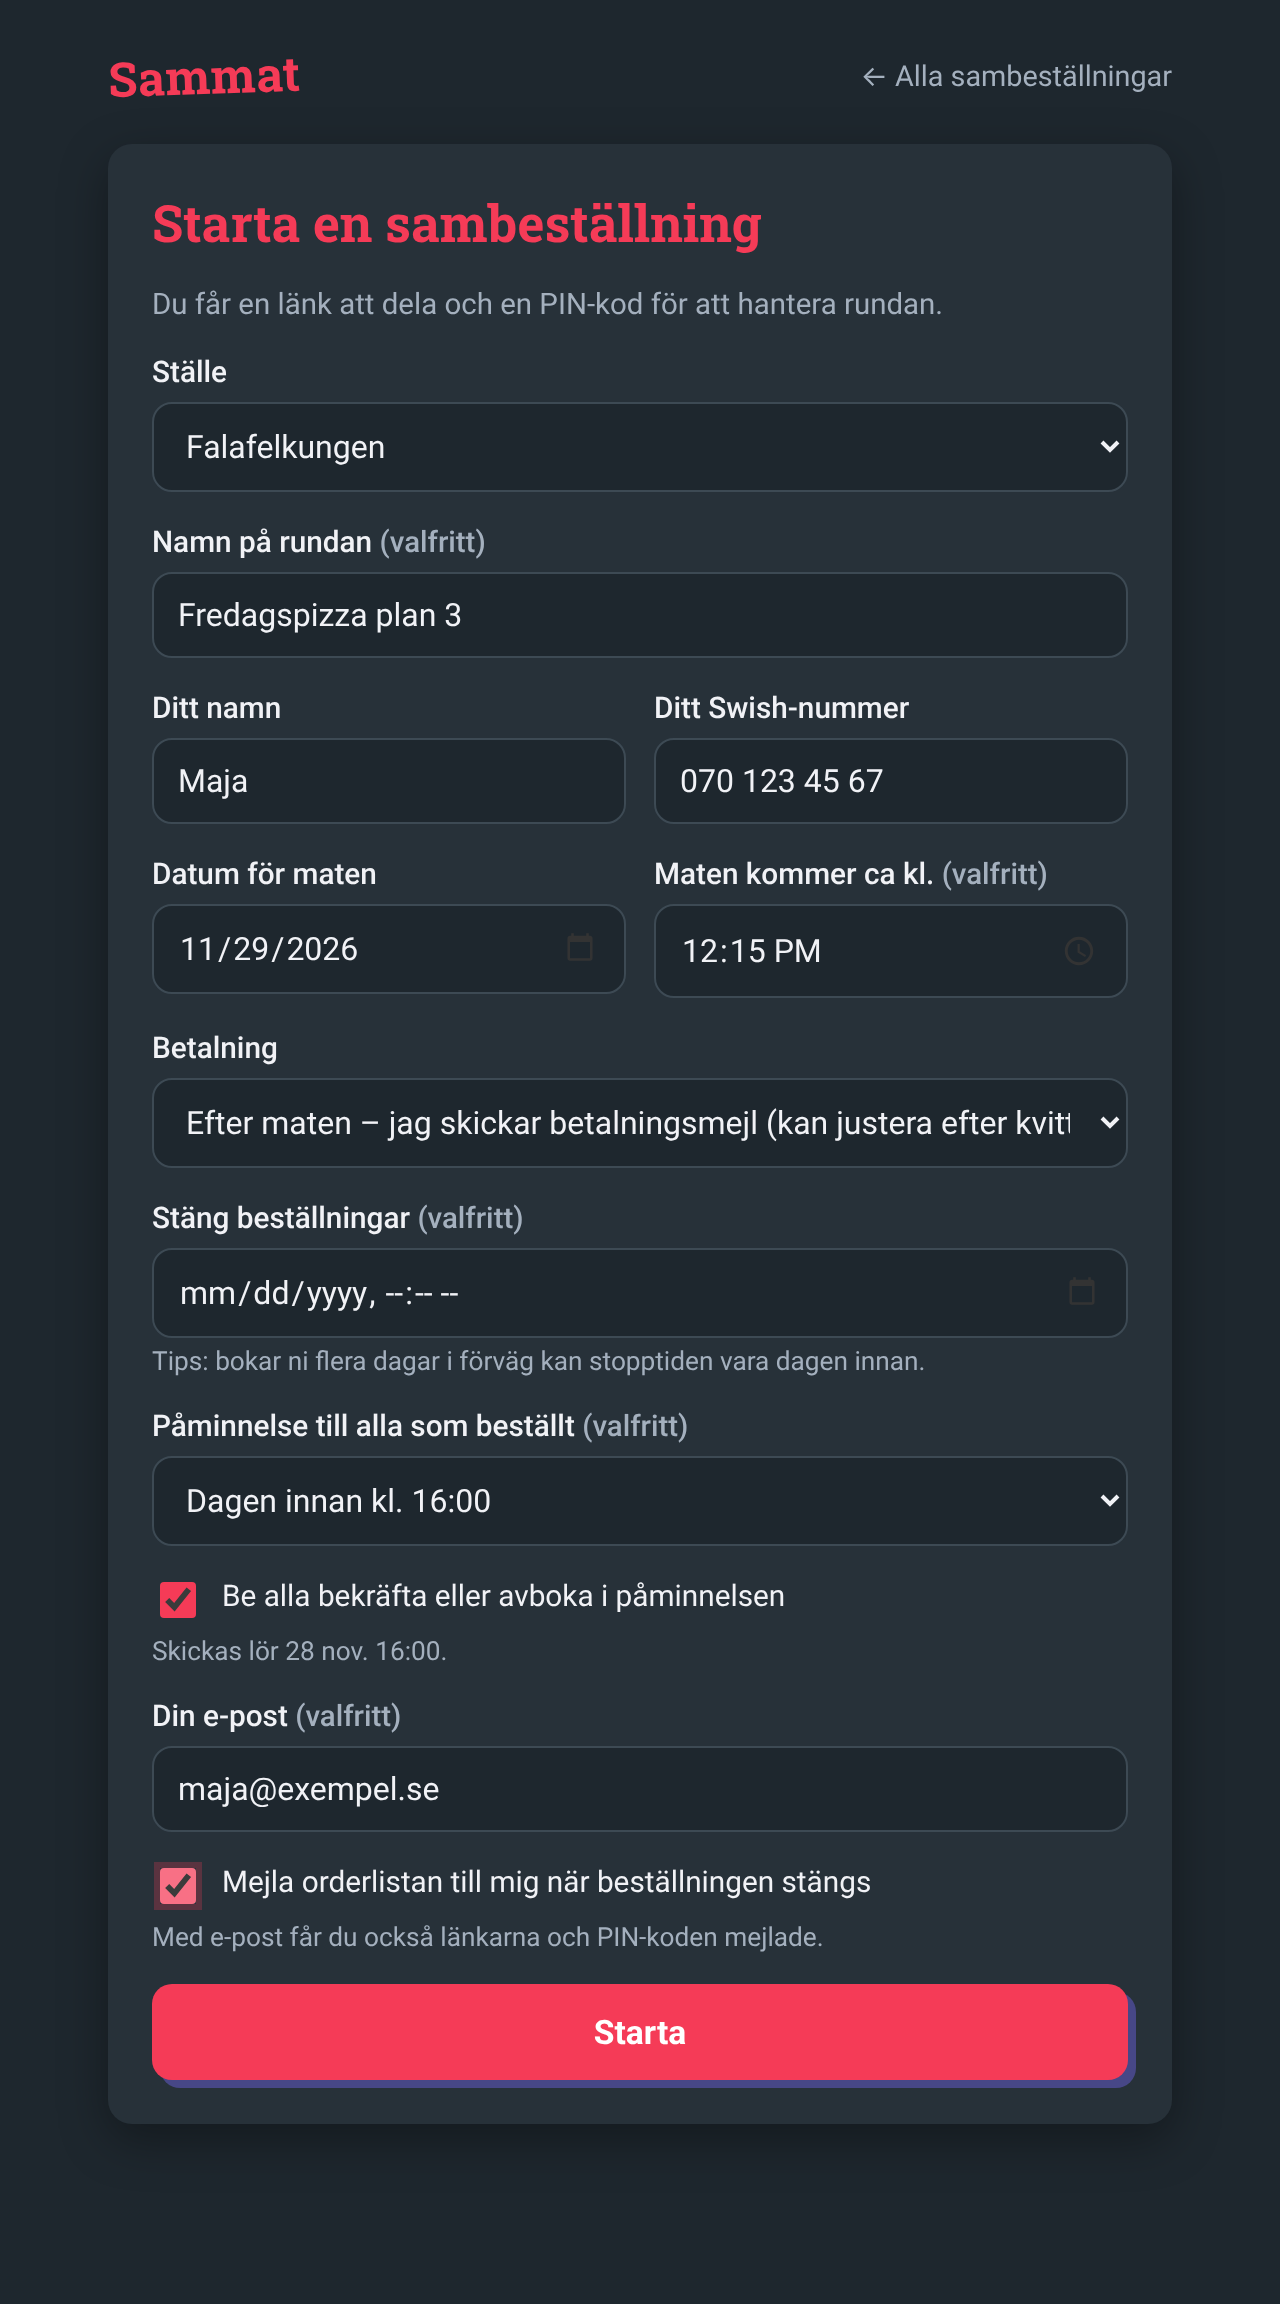 Sammat
← Alla sambeställningar
Starta en sambeställning
Du får en länk att dela och en PIN-kod för att hantera rundan.
Ställe
Falafelkungen
Namn på rundan (valfritt)
Fredagspizza plan 3
Ditt namn
Ditt Swish-nummer
Maja
070 123 45 67
Datum för maten
Maten kommer ca kl. (valfritt)
11/29/2026
12:15 PM
Betalning
Efter maten – jag skickar betalningsmejl (kan justera efter kvitt
Stäng beställningar (valfritt)
mm/dd/yyyy, --:-- --
Tips: bokar ni flera dagar i förväg kan stopptiden vara dagen innan.
Påminnelse till alla som beställt (valfritt)
Dagen innan kl. 16:00
Be alla bekräfta eller avboka i påminnelsen
Skickas lör 28 nov. 16:00.
Din e-post (valfritt)
maja@exempel.se
Mejla orderlistan till mig när beställningen stängs
Med e-post får du också länkarna och PIN-koden mejlade.
Starta